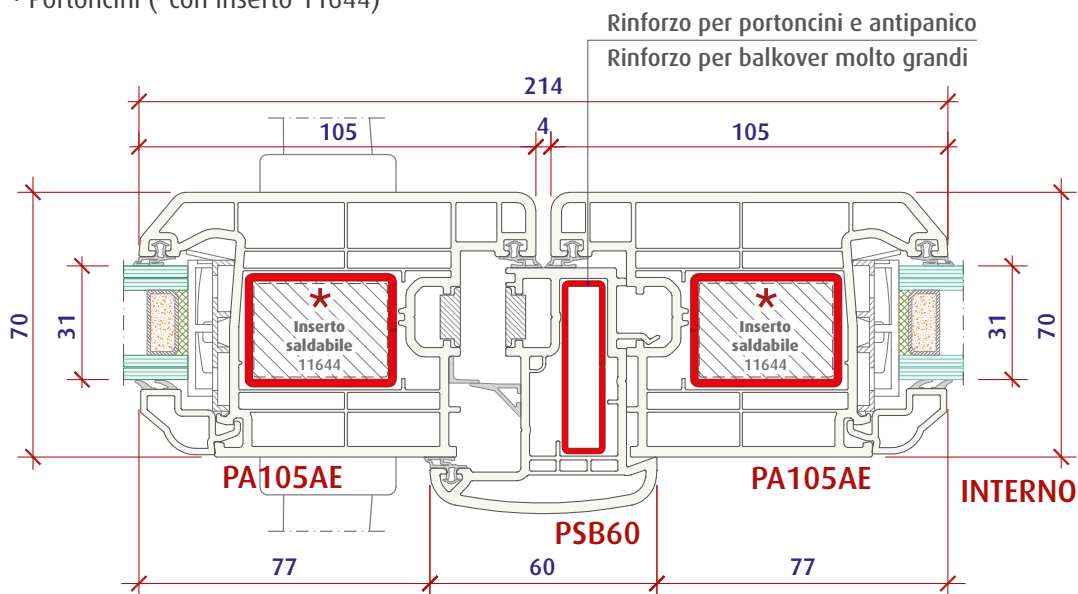 • Portoncini (* con inserto 11644)
Rinforzo per portoncini e antipanico
Rinforzo per balkover molto grandi
214
105
4
105
70
31
*
Inserto
saldabile
11644
*
Inserto
saldabile
11644
31
70
PA105AE
PA105AE
INTERNO
PSB60
77
60
77